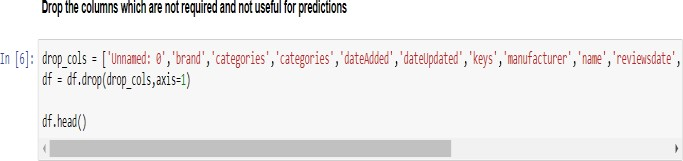 Drop the columns which are not required and not useful for predictions
In [6]: drop_cols = ['Unnamed: 0','brand','categories','categories','dateAdded','dateUpdated','keys','manufacturer','name','reviewsdate',
df = df.drop(drop_cols,axis=1)
df.head()